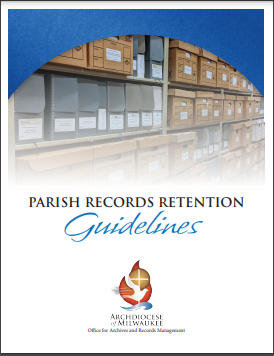 PARISH RECORDS RETENTION
Guidelines
ARCHDIOCESE
of MILWAUKEE
Office for Archives and Records Management